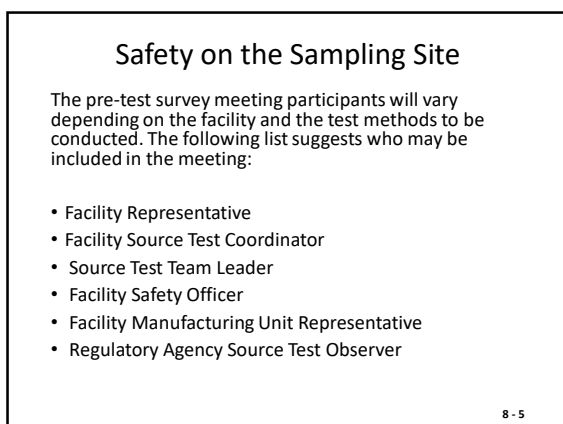 Safety on the Sampling Site
The pre-test survey meeting participants will vary
depending on the facility and the test methods to be
conducted. The following list suggests who may be
included in the meeting:
• Facility Representative
• Facility Source Test Coordinator
• Source Test Team Leader
• Facility Safety Officer
• Facility Manufacturing Unit Representative
• Regulatory Agency Source Test Observer
8 - 5